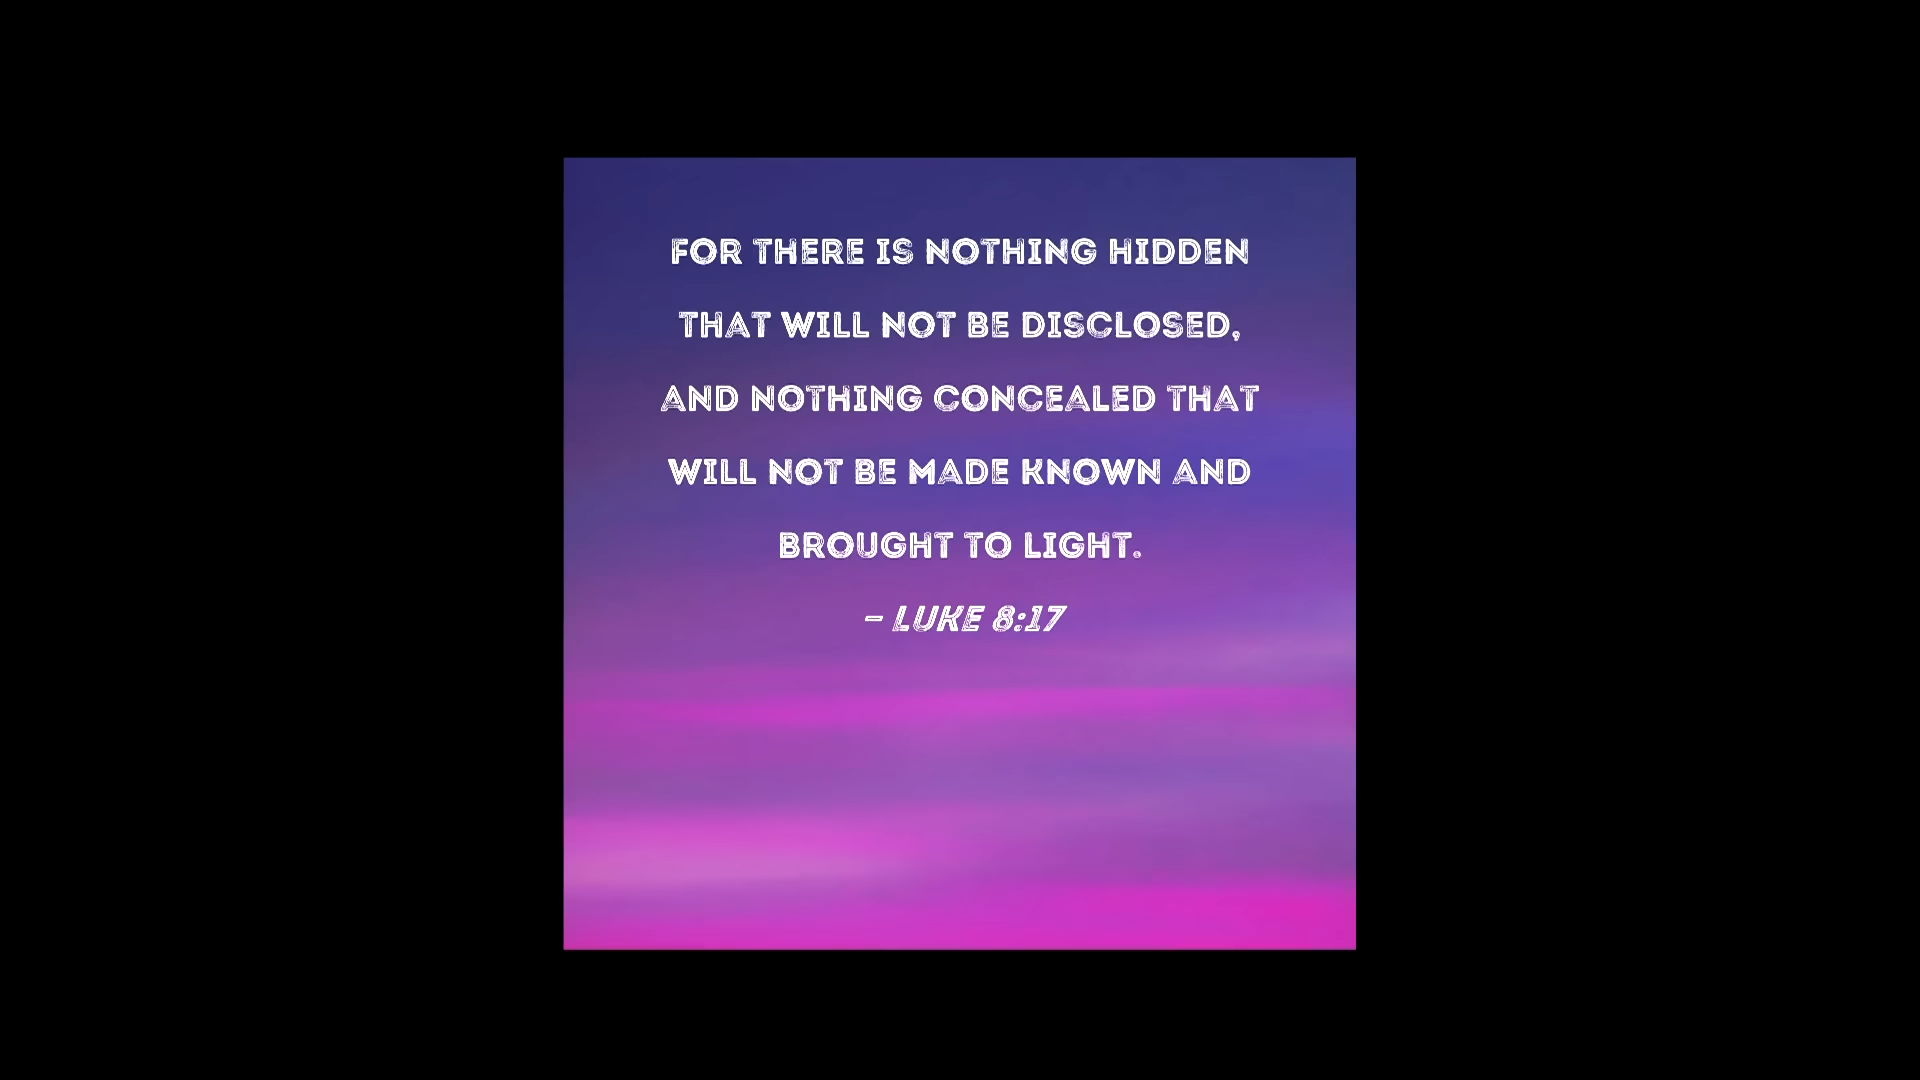 FOR THERE IS NOTHING HIDDEN
THAT WILL NOT BE DISCLOSED,
AND NOTHING CONCEALED THAT
WILL NOT BE MADE KNOWN AND
BROUGHT TO LIGHT.
– LUKE 8:17